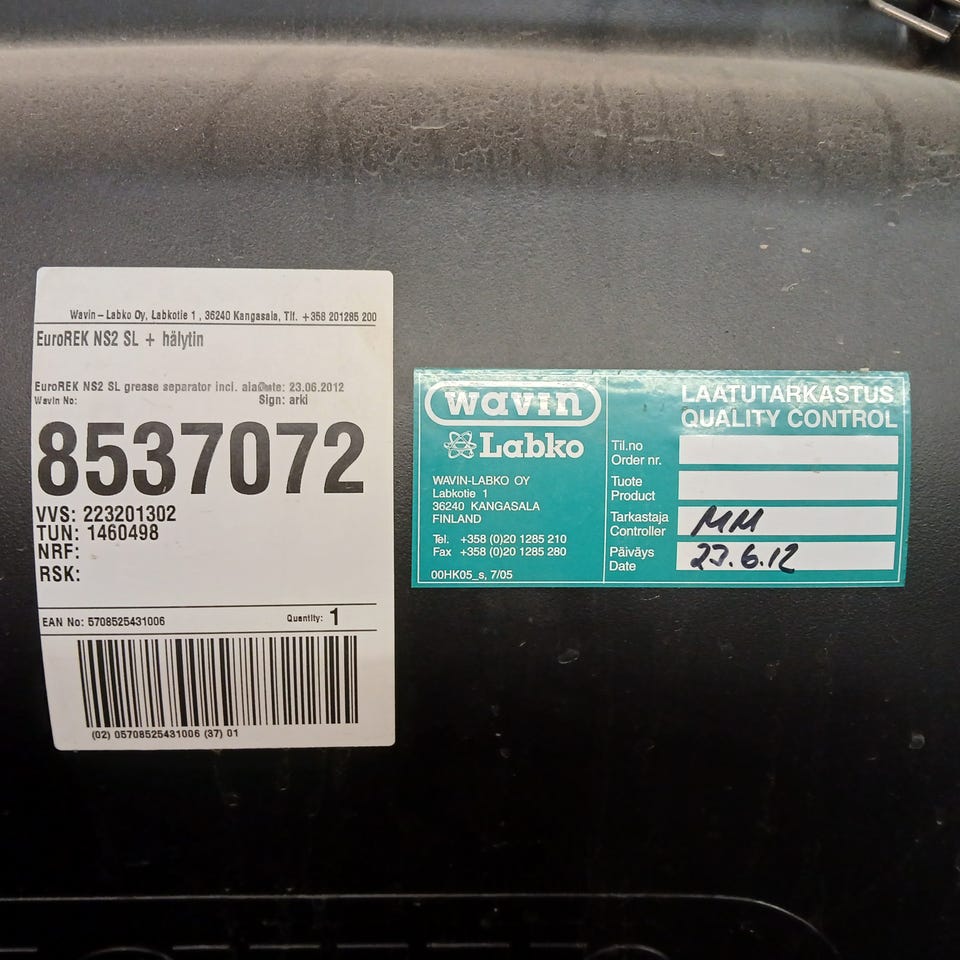 Wavin - Labko Oy, Labkotie 1 , 36240 Kangasala, Tlf. +358 201285 200
EuroREK NS2 SL + hälytin
EuroREK NS2 SL grease separator incl. 23.06.2012
Wavin No:
Sign: arki
8537072
VVS: 223201302
TUN: 1460498
NRF:
RSK:
EAN No: 5708525431006
Quantity: 1
(02) 05708525431006 (37) 01
wavin
Labko
WAVIN-LABKO OY
Labkotie 1
36240 KANGASALA
FINLAND
Tel. +358 (0)20 1285 210
Fax +358 (0)20 1285 280
00HK05_s, 7/05
LAATUTARKASTUS
QUALITY CONTROL
Til.no
Order nr.
Tuote
Product
Tarkastaja
Controller
MM
Päiväys
Date
23.6.12